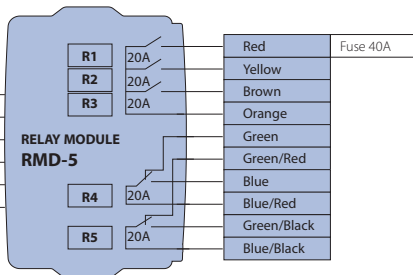 Red Fuse 40A
R1 20A
Yellow
R2 20A
Brown
R3 20A
Orange
RELAY MODULE
RMD-5
Green
Green/Red
Blue
R4 20A
Blue/Red
Green/Black
R5 20A
Blue/Black